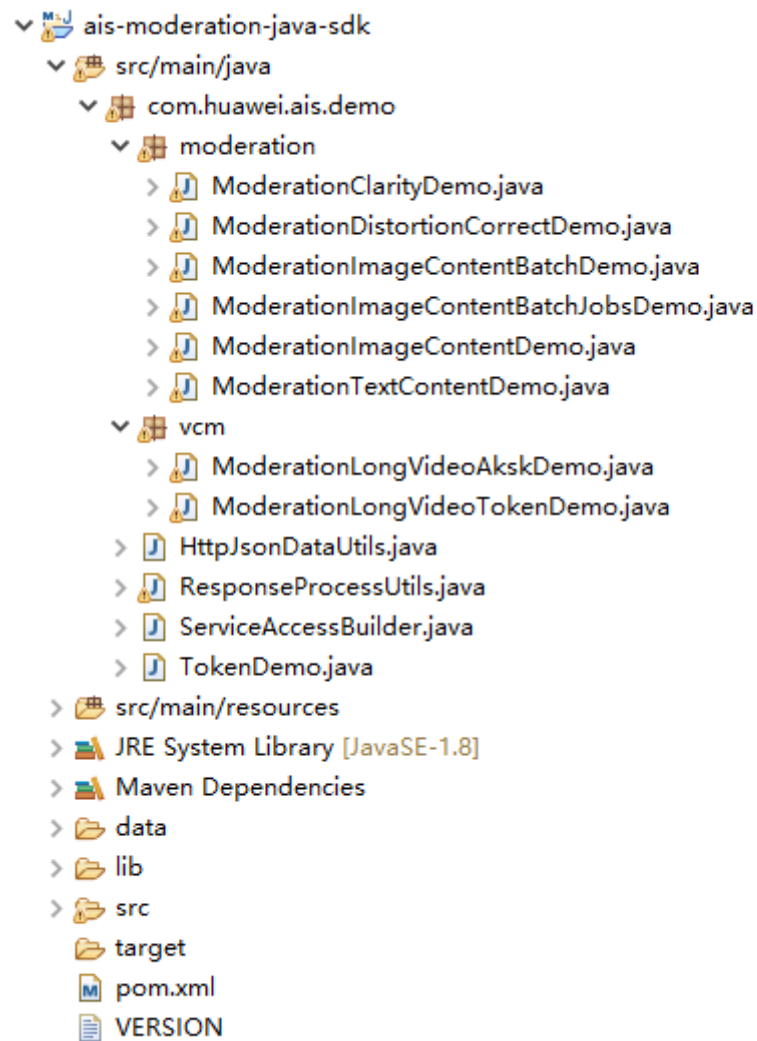 ais-moderation-java-sdk
src/main/java
com.huawei.ais.demo
moderation
ModerationClarityDemo.java
ModerationDistortionCorrectDemo.java
ModerationImageContentBatchDemo.java
ModerationImageContentBatchJobsDemo.java
ModerationImageContentDemo.java
ModerationTextContentDemo.java
vcm
ModerationLongVideoAkskDemo.java
ModerationLongVideoTokenDemo.java
HttpJsonDataUtils.java
ResponseProcessUtils.java
ServiceAccessBuilder.java
TokenDemo.java
src/main/resources
JRE System Library [JavaSE-1.8]
Maven Dependencies
data
lib
src
target
pom.xml
VERSION